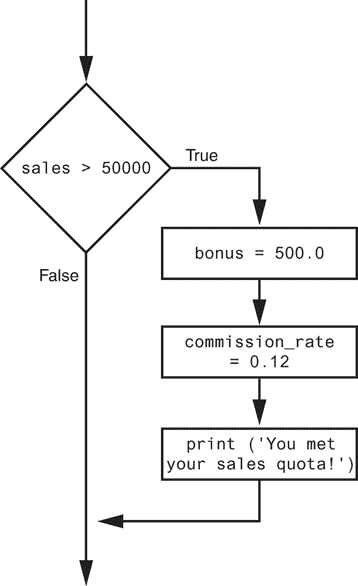 sales > 50000
True
bonus = 500.0
False
commission_rate
= 0.12
print ('You met
your sales quota!')